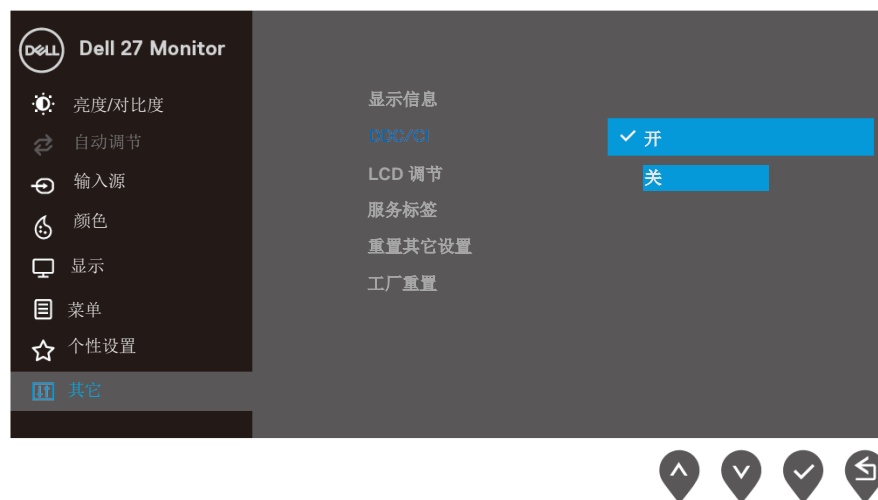 DELL Dell 27 Monitor
亮度/对比度
自动调节
输入源
颜色
显示
菜单
个性设置
其它
显示信息
DDC/CI
LCD 调节
服务标签
重置其它设置
工厂重置
开
关